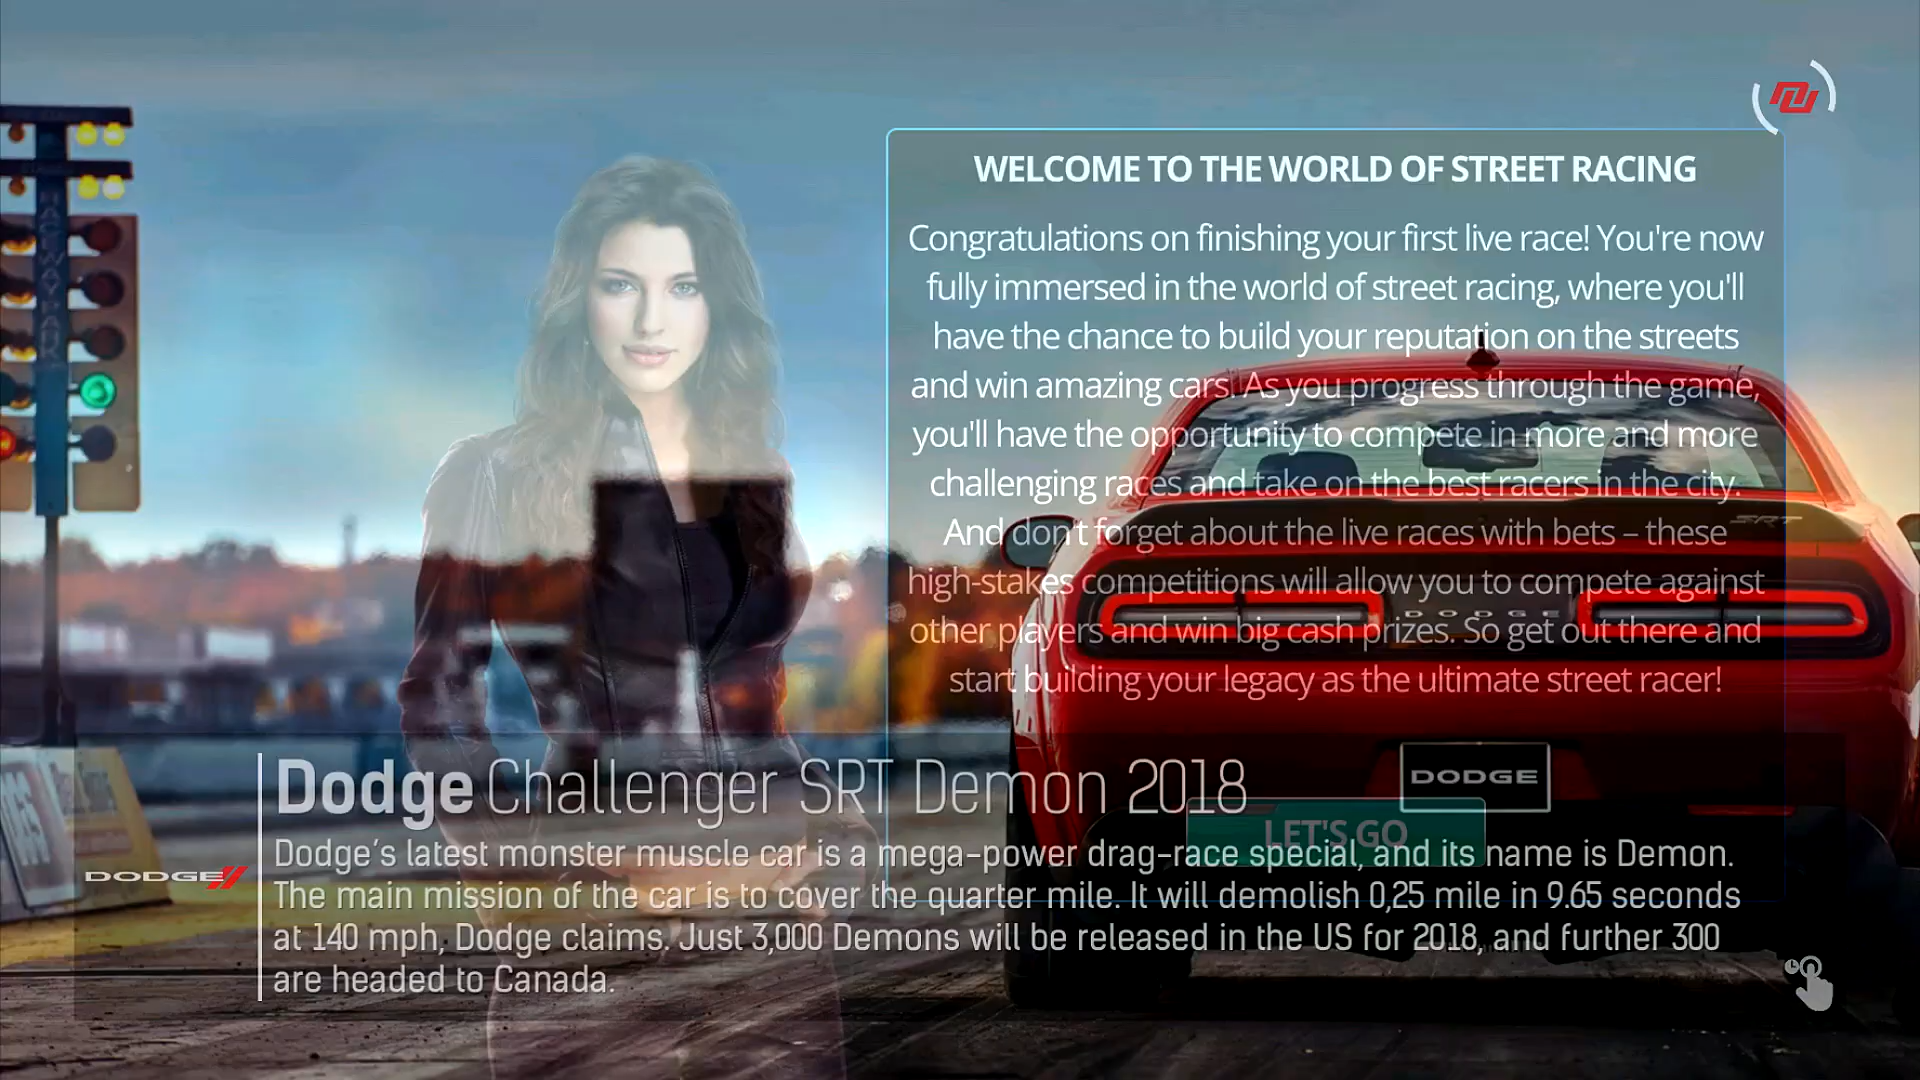 RACEWAY PARK
WELCOME TO THE WORLD OF STREET RACING
Congratulations on finishing your first live race! You're now
fully immersed in the world of street racing, where you'll
have the chance to build your reputation on the streets
and win amazing cars! As you progress through the game,
you'll have the opportunity to compete in more and more
challenging races and take on the best racers in the city.
And don't forget about the live races with bets – these
high-stakes competitions will allow you to compete against
other players and win big cash prizes. So get out there and
start building your legacy as the ultimate street racer!
SRT
DODGE
DODGE
LET'S GO
Dodge Challenger SRT Demon 2018
DODGE
Dodge's latest monster muscle car is a mega-power drag-race special, and its name is Demon.
The main mission of the car is to cover the quarter mile. It will demolish 0,25 mile in 9.65 seconds
at 140 mph, Dodge claims. Just 3,000 Demons will be released in the US for 2018, and further 300
are headed to Canada.